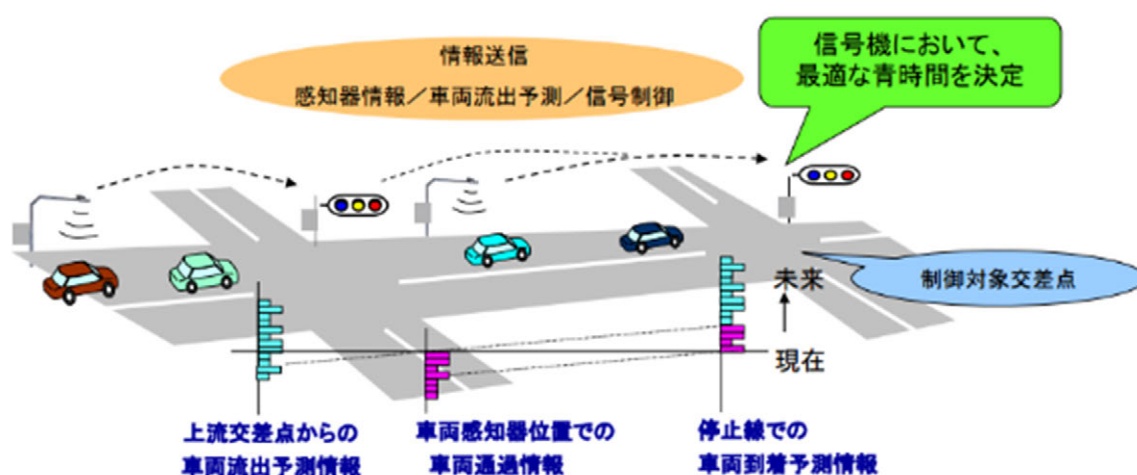 情報送信
感知器情報／車両流出予測／信号制御
信号機において、
最適な青時間を決定
制御対象交差点
未来
現在
上流交差点からの
車両流出予測情報
車両感知器位置での
車両通過情報
停止線での
車両到着予測情報